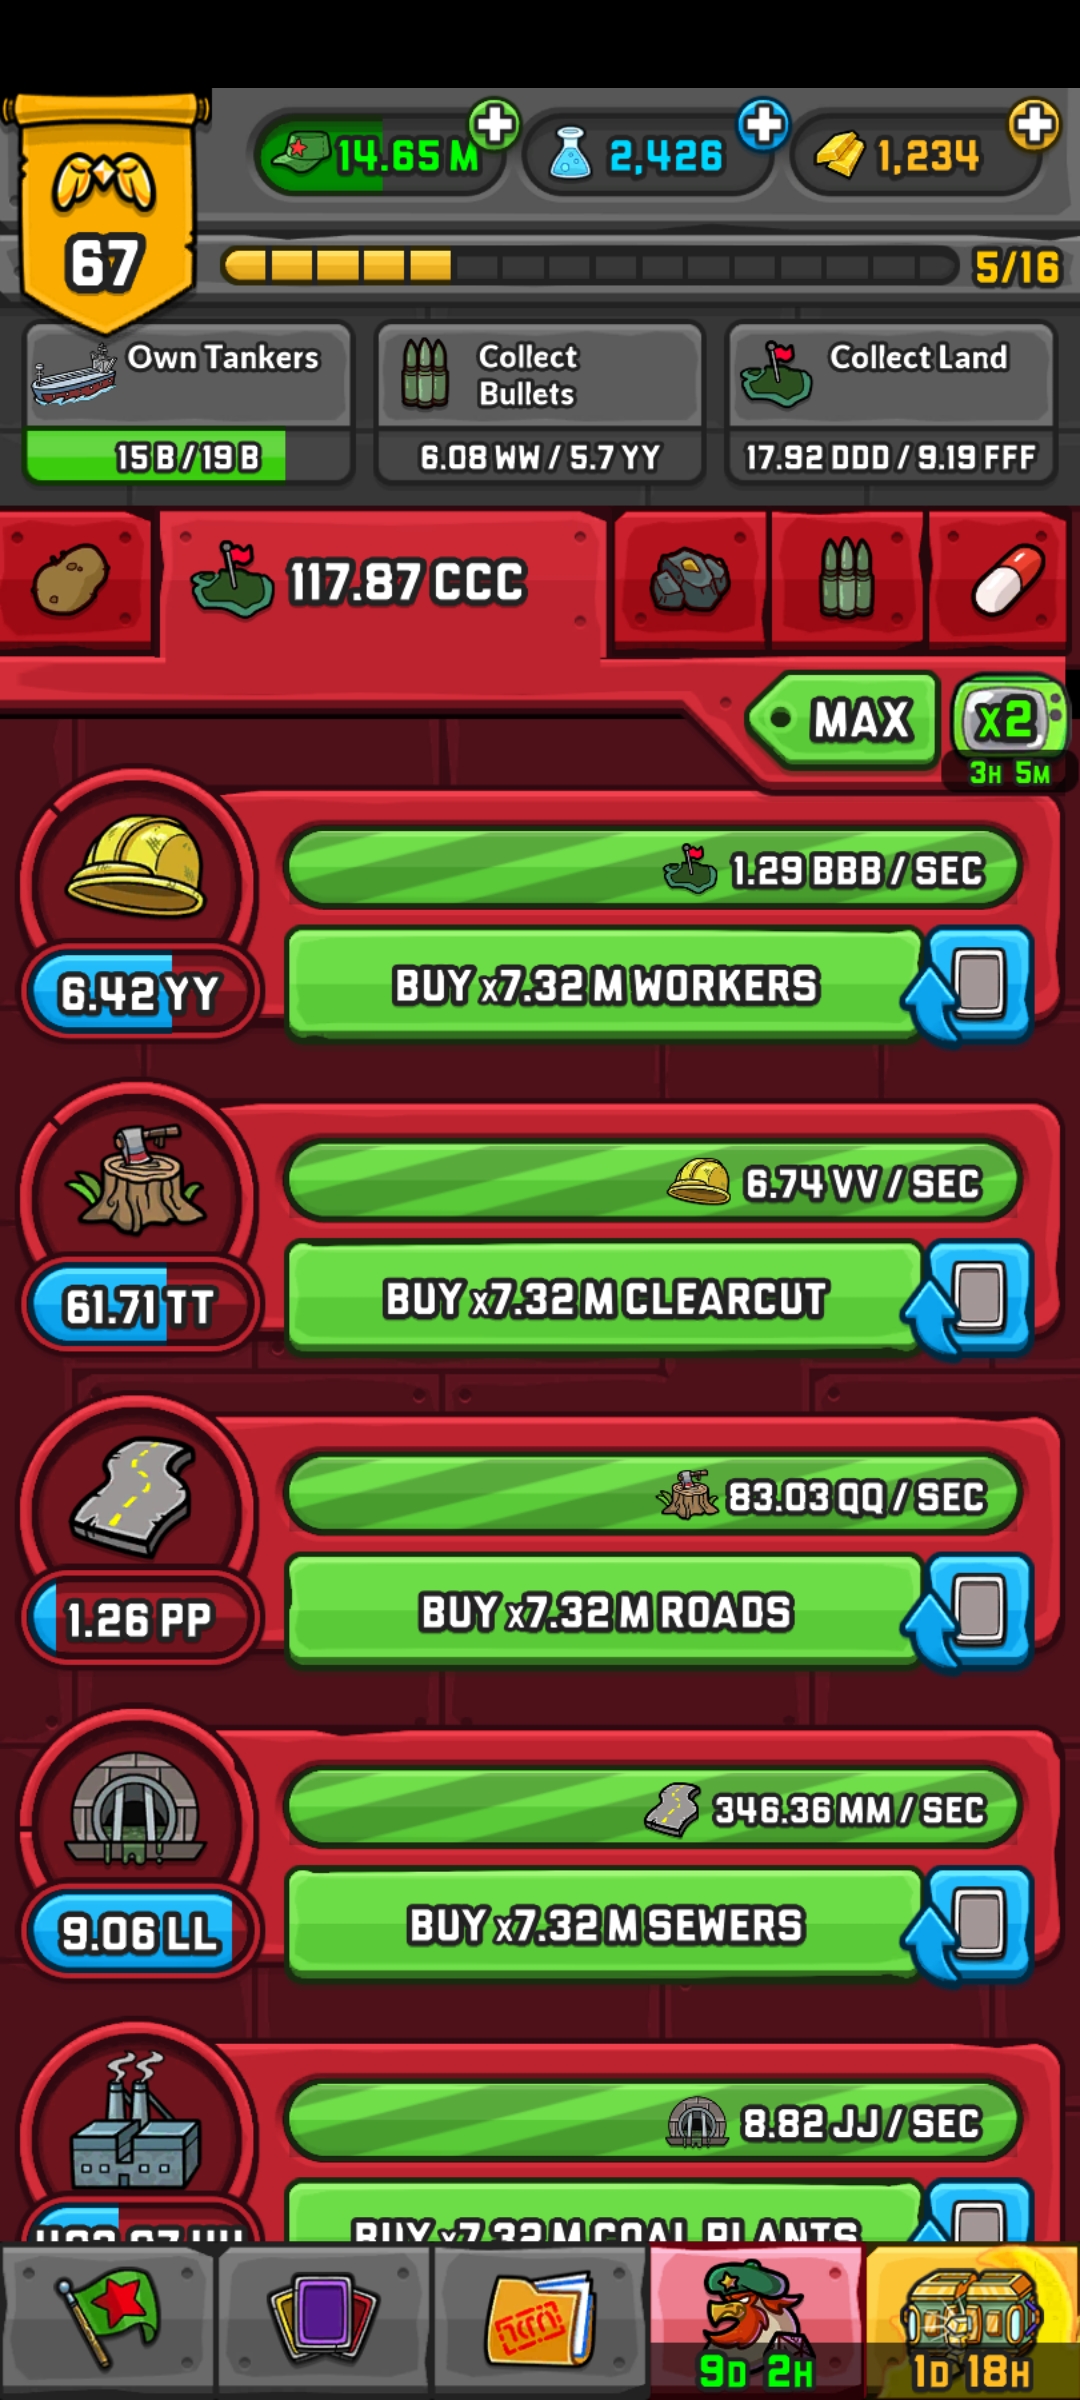 14.65 M
2,426
1,234
67
5/16
Own Tankers
15 B / 19 B
Collect
Bullets
6.08 WW / 5.7 YY
Collect Land
17.92 DDD / 9.19 FFF
117.87 CCC
MAX
x2
3H 5M
1.29 BBB / SEC
6.42 YY
BUY x7.32 M WORKERS
6.74 VV / SEC
61.71 TT
BUY x7.32 M CLEARCUT
83.03 QQ / SEC
1.26 PP
BUY x7.32 M ROADS
346.36 MM / SEC
9.06 LL
BUY x7.32 M SEWERS
8.82 JJ / SEC
BUY x7.32 M COAL PLANTS
9D 2H
1D 18H